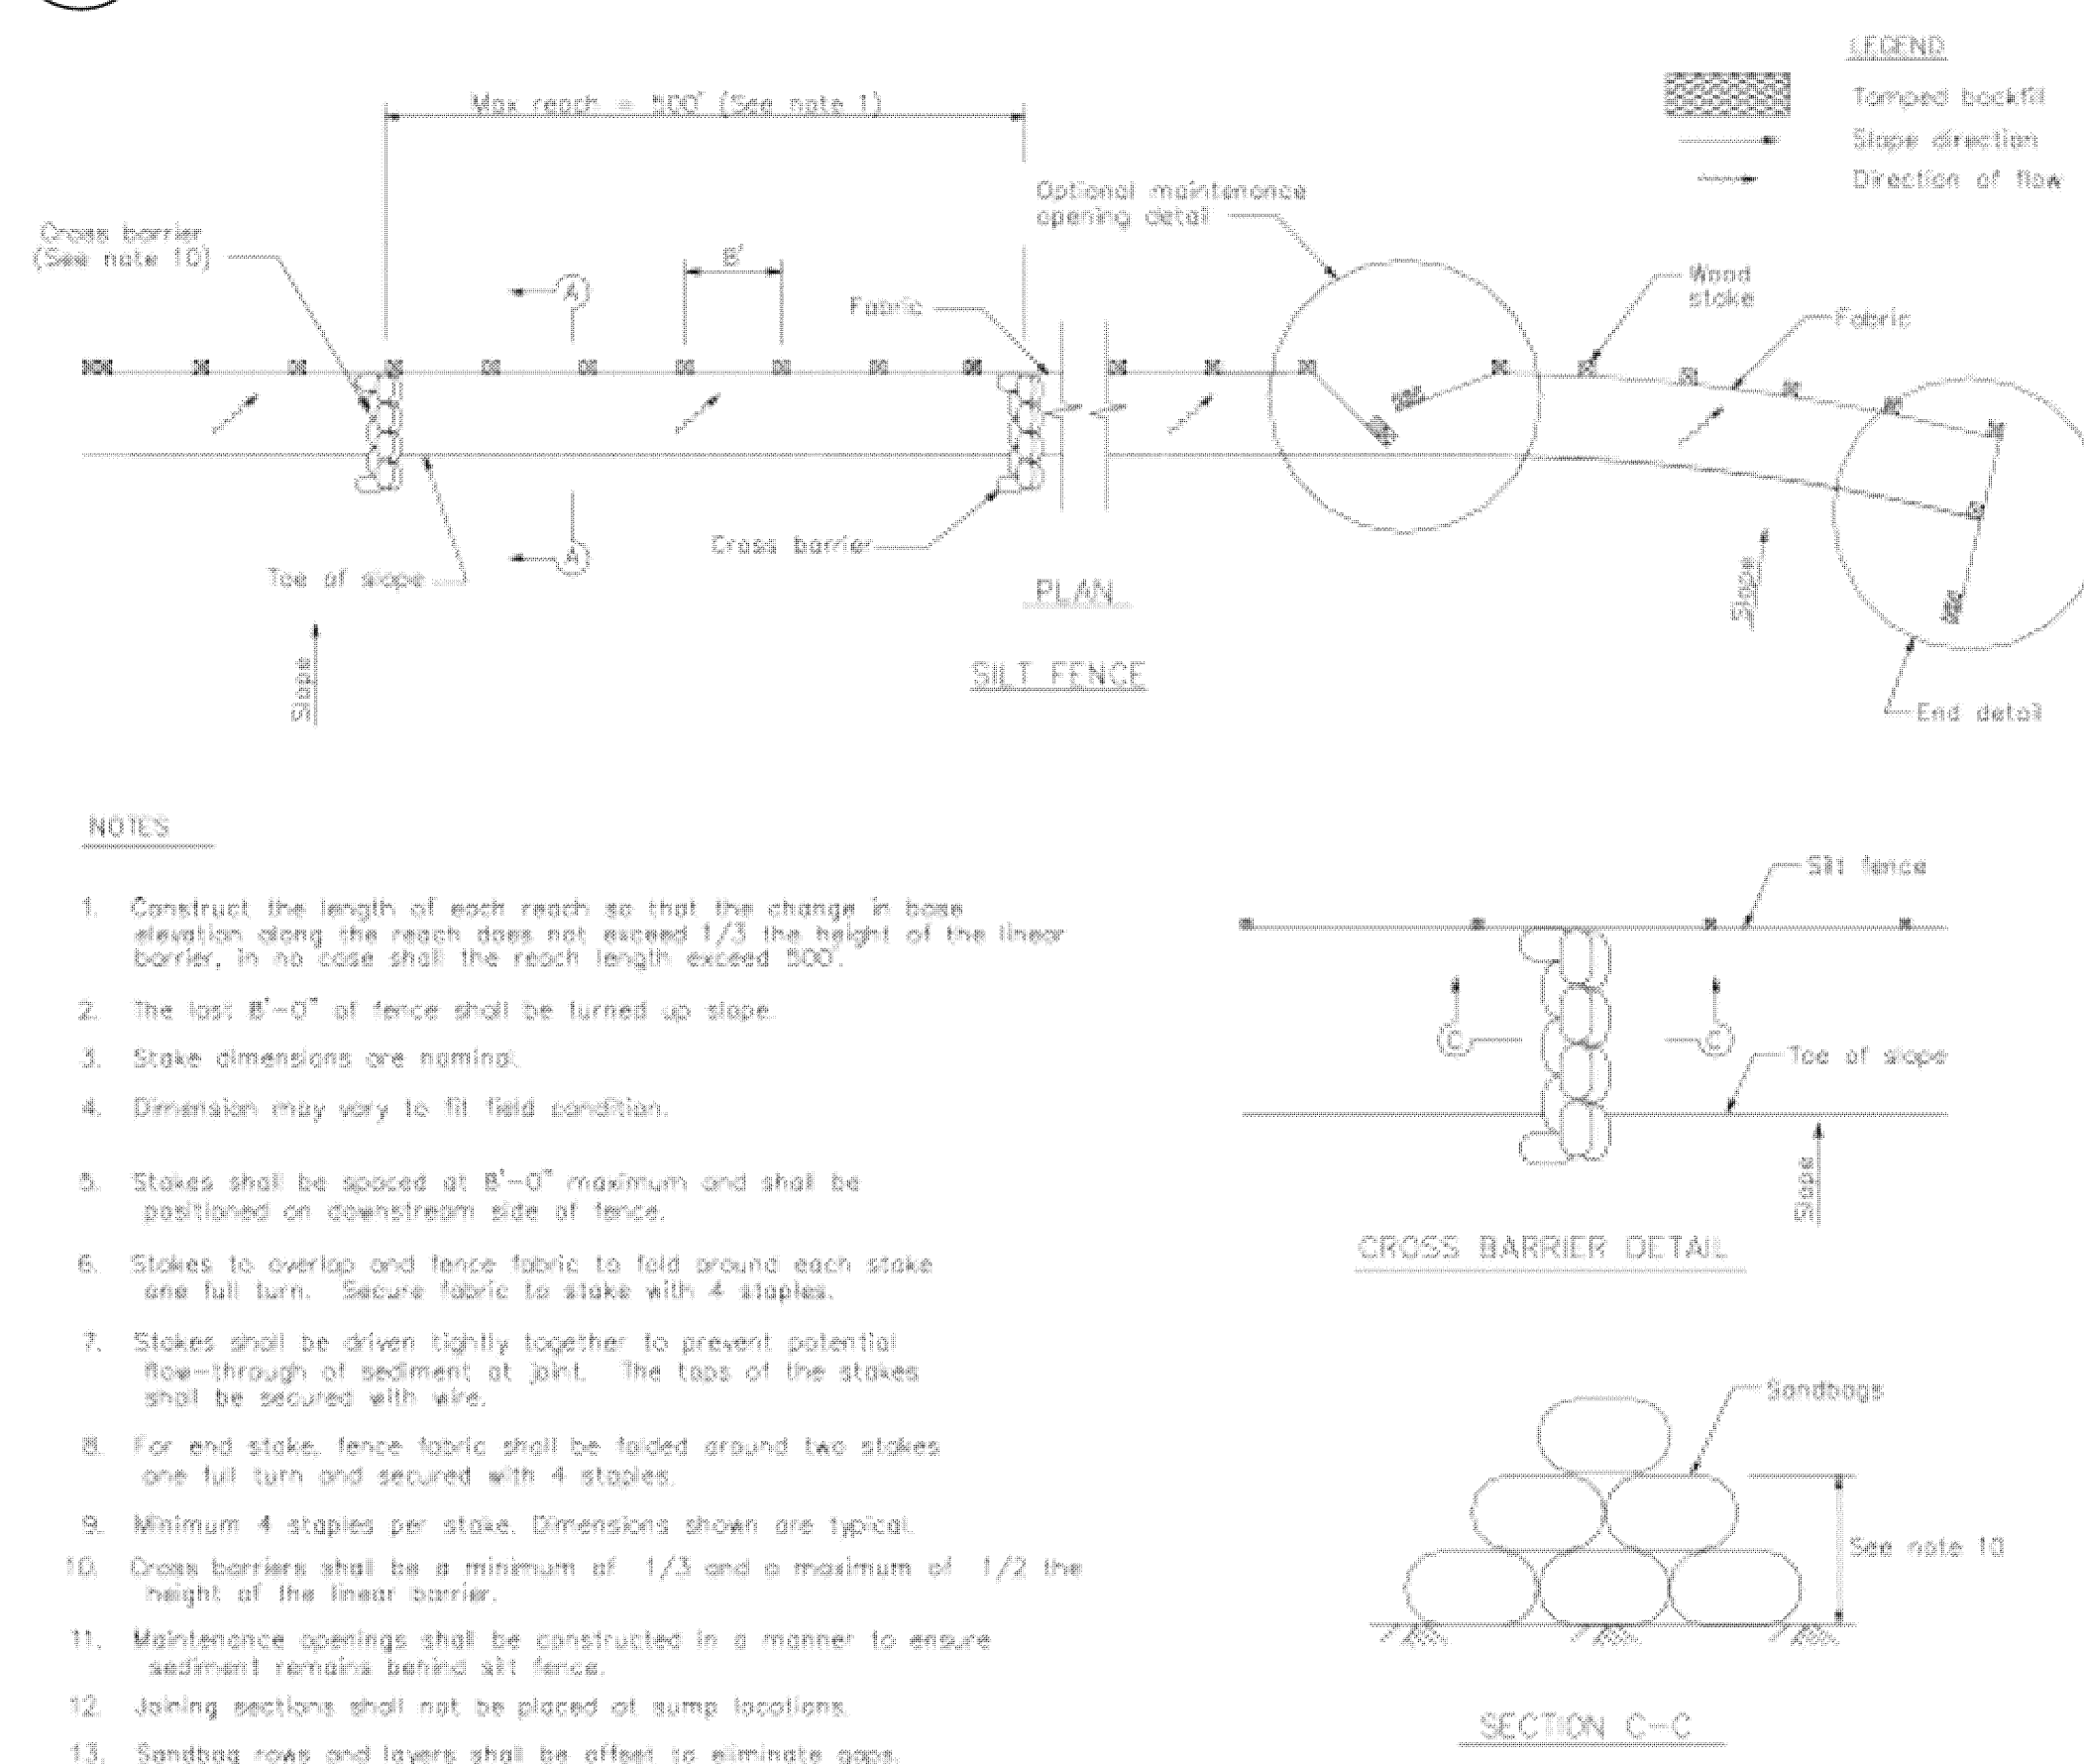 LEGEND
Tamped backfill
Slope direction
Direction of flow
Max reach = 500' (See note 1)
Optional maintenance
opening detail
Cross barrier
(See note 10)
8'
A
Fabric
Wood
stake
Fabric
Cross barrier
A
Toe of slope
PLAN
Slope
Slope
SILT FENCE
End detail
NOTES
1. Construct the length of each reach so that the change in base
elevation along the reach does not exceed 1/3 the height of the linear
barrier, in no case shall the reach length exceed 500'.
2. The last 8'-0" of fence shall be turned up slope.
3. Stake dimensions are nominal.
4. Dimension may vary to fit field condition.
5. Stakes shall be spaced at 8'-0" maximum and shall be
positioned on downstream side of fence.
6. Stakes to overlap and fence fabric to fold around each stake
one full turn. Secure fabric to stake with 4 staples.
7. Stakes shall be driven tightly together to prevent potential
flow-through of sediment at joint. The tops of the stakes
shall be secured with wire.
8. For end stake, fence fabric shall be folded around two stakes
one full turn and secured with 4 staples.
9. Minimum 4 staples per stake. Dimensions shown are typical.
10. Cross barriers shall be a minimum of 1/3 and a maximum of 1/2 the
height of the linear barrier.
11. Maintenance openings shall be constructed in a manner to ensure
sediment remains behind silt fence.
12. Joining sections shall not be placed at sump locations.
13. Sandbag rows and layers shall be offset to eliminate gaps.
Silt fence
C
C
Toe of slope
Slope
CROSS BARRIER DETAIL
Sandbags
See note 10
SECTION C-C